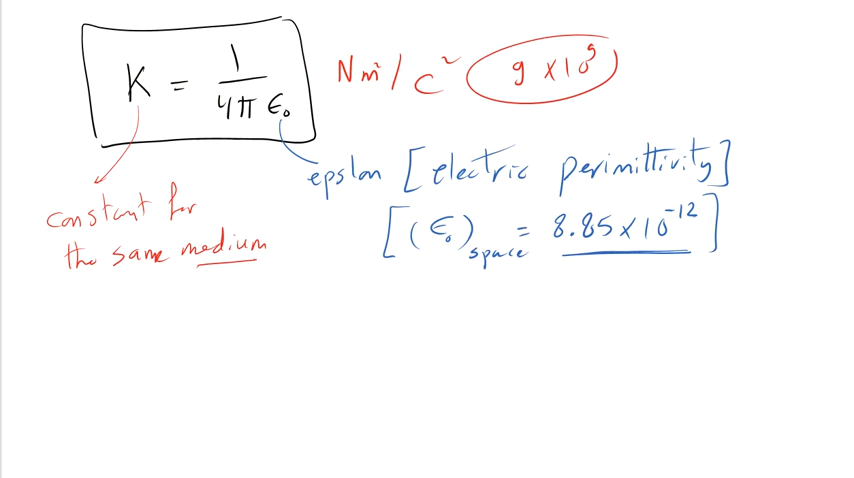 K = 1 / 4π ε₀ N m² / C² 9 × 10⁹
epslon [electric perimittivity]
[(ε₀) space = 8.85 × 10⁻¹²]
constant for
the same medium